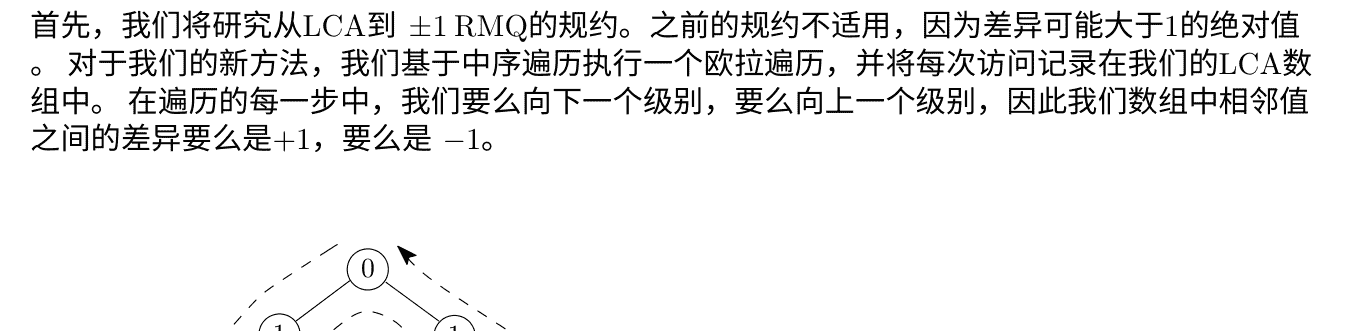 首先，我们将研究从LCA到 ±1 RMQ的规约。之前的规约不适用，因为差异可能大于1的绝对值
。 对于我们的新方法，我们基于中序遍历执行一个欧拉遍历，并将每次访问记录在我们的LCA数
组中。 在遍历的每一步中，我们要么向下一个级别，要么向上一个级别，因此我们数组中相邻值
之间的差异要么是+1，要么是 −1。
0
1 1